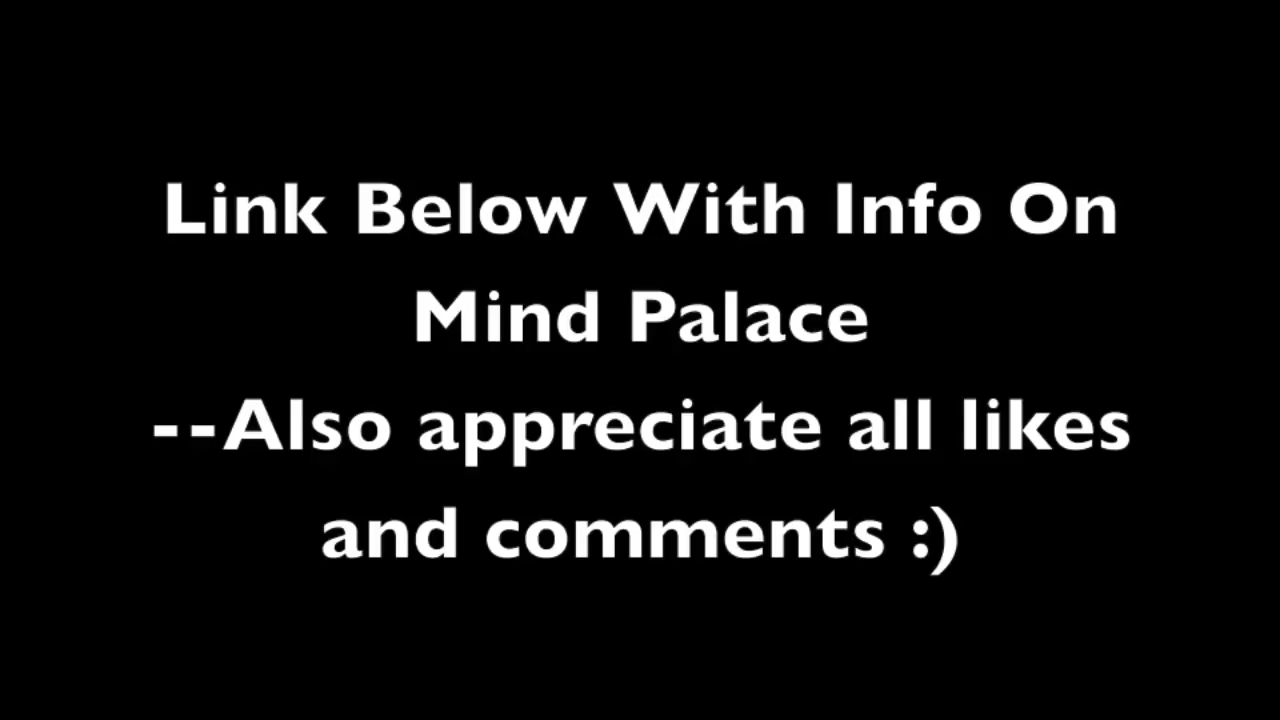 Link Below With Info On
Mind Palace
--Also appreciate all likes
and comments :)